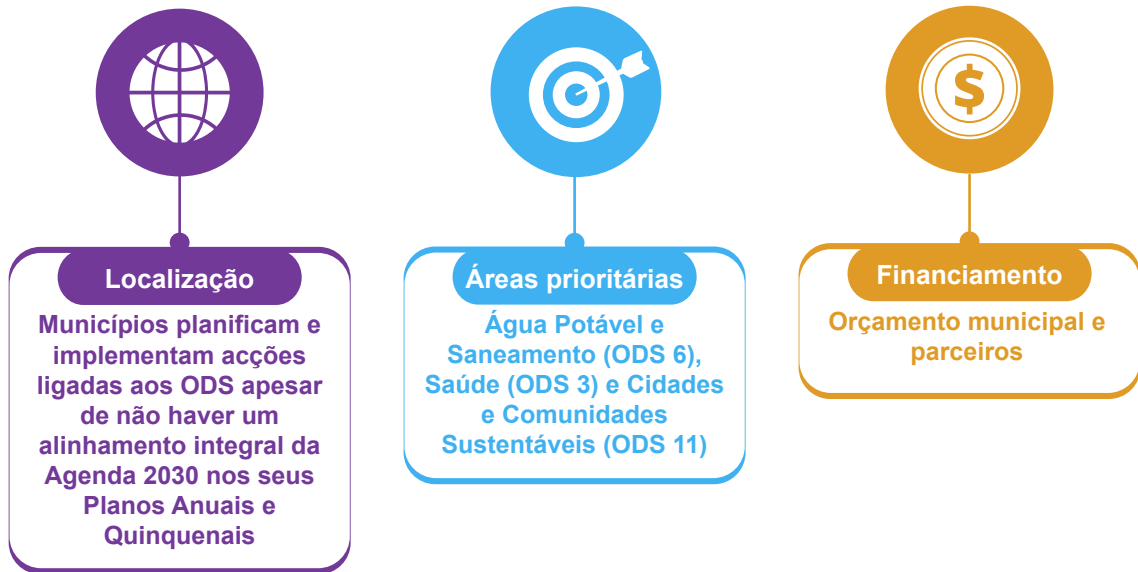 $
Localização
Municípios planificam e
implementam acções
ligadas aos ODS apesar
de não haver um
alinhamento integral da
Agenda 2030 nos seus
Planos Anuais e
Quinquenais
Áreas prioritárias
Água Potável e
Saneamento (ODS 6),
Saúde (ODS 3) e Cidades
e Comunidades
Sustentáveis (ODS 11)
Financiamento
Orçamento municipal e
parceiros